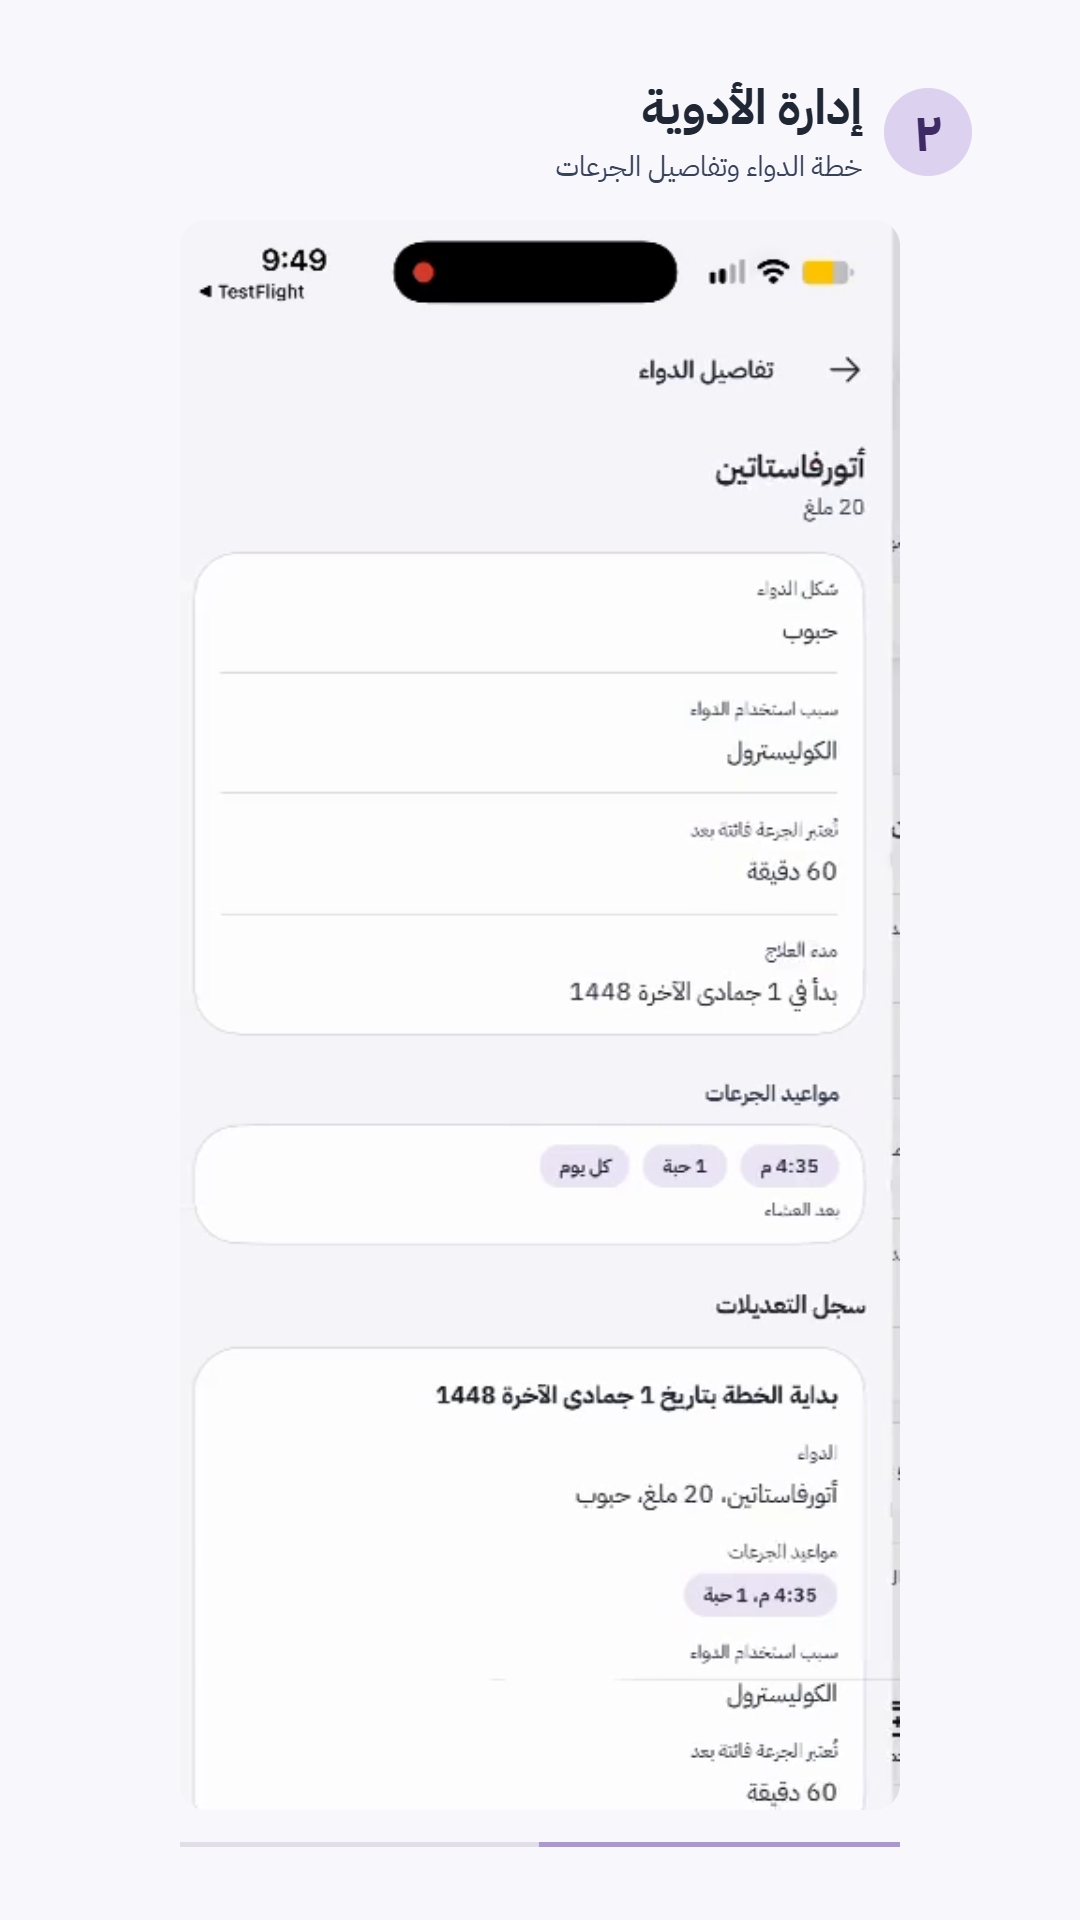 ٢
إدارة الأدوية
خطة الدواء وتفاصيل الجرعات
9:49
◀ TestFlight
تفاصيل الدواء
أتورفاستاتين
20 ملغ
شكل الدواء
حبوب
سبب استخدام الدواء
الكوليسترول
تُعتبر الجرعة فائتة بعد
60 دقيقة
مدة العلاج
بدأ في 1 جمادى الآخرة 1448
مواعيد الجرعات
4:35 م
1 حبة
كل يوم
بعد العشاء
سجل التعديلات
بداية الخطة بتاريخ 1 جمادى الآخرة 1448
الدواء
أتورفاستاتين، 20 ملغ، حبوب
مواعيد الجرعات
4:35 م، 1 حبة
سبب استخدام الدواء
الكوليسترول
تُعتبر الجرعة فائتة بعد
60 دقيقة